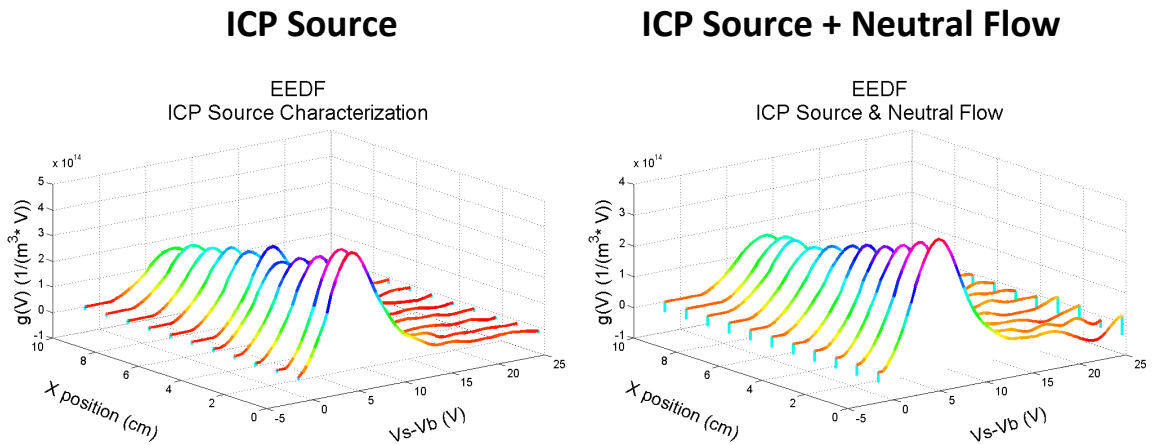 ICP Source
EEDF
ICP Source Characterization
x 10^14
5
4
3
2
1
0
-1
g(V) (1/(m^3* V))
10
8
6
4
2
0
X position (cm)
-5
0
5
10
15
20
25
Vs-Vb (V)
ICP Source + Neutral Flow
EEDF
ICP Source & Neutral Flow
x 10^14
4
3
2
1
0
-1
g(V) (1/(m^3* V))
10
8
6
4
2
0
X position (cm)
-5
0
5
10
15
20
25
Vs-Vb (V)